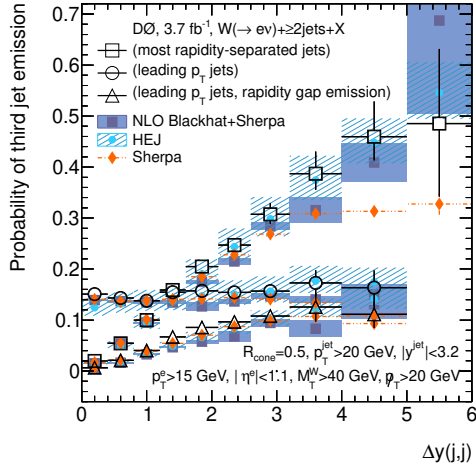 DØ, 3.7 fb⁻¹, W(→eν)+≥2jets+X
(most rapidity-separated jets)
(leading p_T jets)
(leading p_T jets, rapidity gap emission)
NLO Blackhat+Sherpa
HEJ
Sherpa
Probability of third jet emission
0.7
0.6
0.5
0.4
0.3
0.2
0.1
0
R_cone=0.5, p_T^jet>20 GeV, |y^jet|<3.2
p_T^e>15 GeV, |η^e|<1.1, M_T^W>40 GeV, p̸_T>20 GeV
0 1 2 3 4 5 6
Δy(j,j)